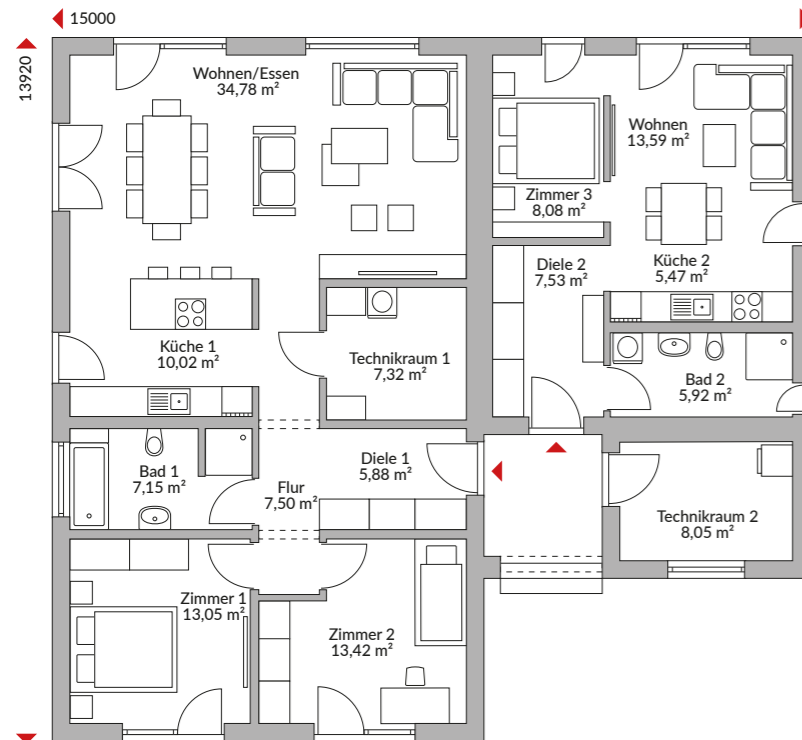 15000
13920
Wohnen/Essen
34,78 m²
Wohnen
13,59 m²
Zimmer 3
8,08 m²
Diele 2
7,53 m²
Küche 2
5,47 m²
Küche 1
10,02 m²
Technikraum 1
7,32 m²
Bad 2
5,92 m²
Bad 1
7,15 m²
Flur
7,50 m²
Diele 1
5,88 m²
Technikraum 2
8,05 m²
Zimmer 1
13,05 m²
Zimmer 2
13,42 m²